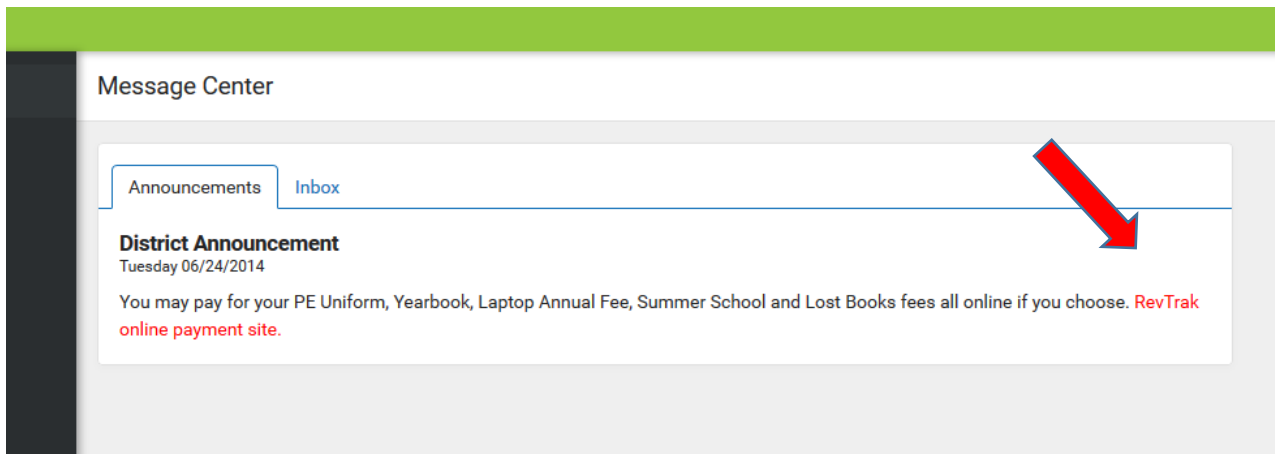 Message Center
Announcements Inbox
District Announcement
Tuesday 06/24/2014
You may pay for your PE Uniform, Yearbook, Laptop Annual Fee, Summer School and Lost Books fees all online if you choose. RevTrak
online payment site.